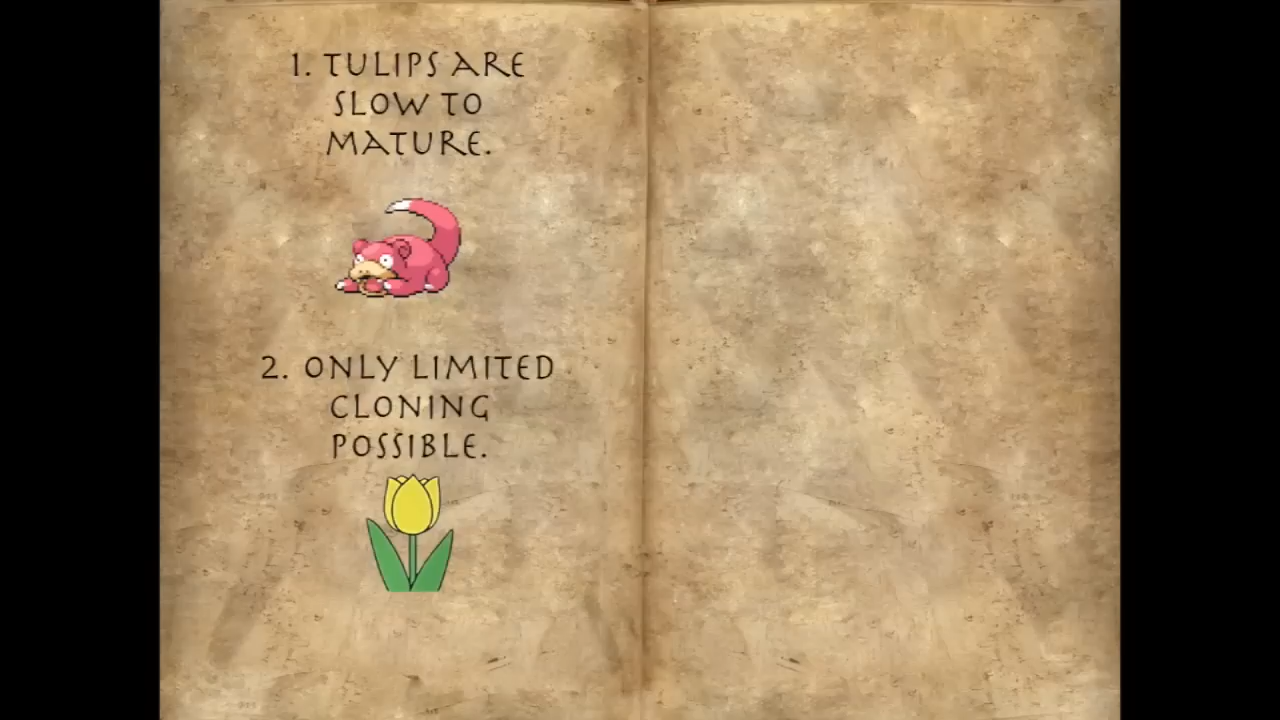 1. TULIPS ARE
SLOW TO
MATURE.
2. ONLY LIMITED
CLONING
POSSIBLE.